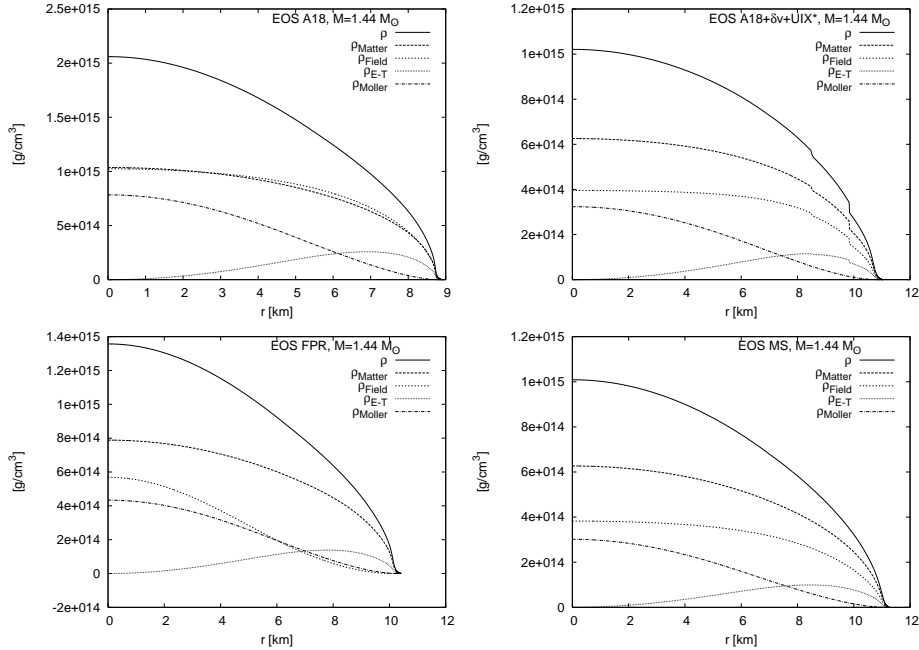 EOS A18, M=1.44 M⊙
ρ
ρMatter
ρField
ρE-T
ρMoller
2.5e+015
2e+015
1.5e+015
1e+015
5e+014
0
[g/cm³]
0 1 2 3 4 5 6 7 8 9
r [km]
EOS A18+δv+UIX*, M=1.44 M⊙
ρ
ρMatter
ρField
ρE-T
ρMoller
1.2e+015
1e+015
8e+014
6e+014
4e+014
2e+014
0
[g/cm³]
0 2 4 6 8 10 12
r [km]
EOS FPR, M=1.44 M⊙
ρ
ρMatter
ρField
ρE-T
ρMoller
1.4e+015
1.2e+015
1e+015
8e+014
6e+014
4e+014
2e+014
0
-2e+014
[g/cm³]
0 2 4 6 8 10 12
r [km]
EOS MS, M=1.44 M⊙
ρ
ρMatter
ρField
ρE-T
ρMoller
1.2e+015
1e+015
8e+014
6e+014
4e+014
2e+014
0
[g/cm³]
0 2 4 6 8 10 12
r [km]